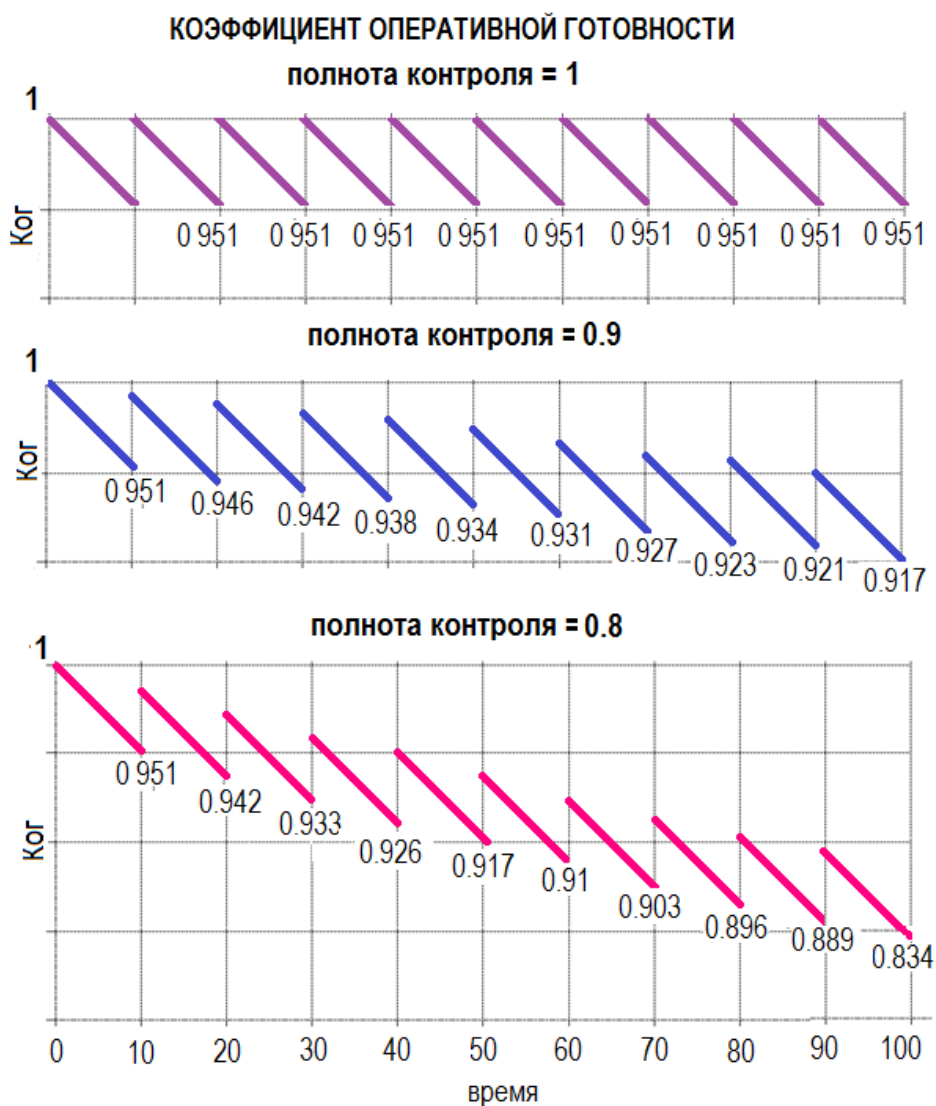 КОЭФФИЦИЕНТ ОПЕРАТИВНОЙ ГОТОВНОСТИ
полнота контроля = 1
1
Ког
0 951 0 951 0 951 0 951 0 951 0 951 0 951 0 951 0 951
полнота контроля = 0.9
1
Ког
0 951 0.946 0.942 0.938 0.934 0.931 0.927 0.923 0.921 0.917
полнота контроля = 0.8
1
Ког
0 951 0.942 0.933 0.926 0.917 0.91 0.903 0.896 0.889 0.834
0 10 20 30 40 50 60 70 80 90 100
время